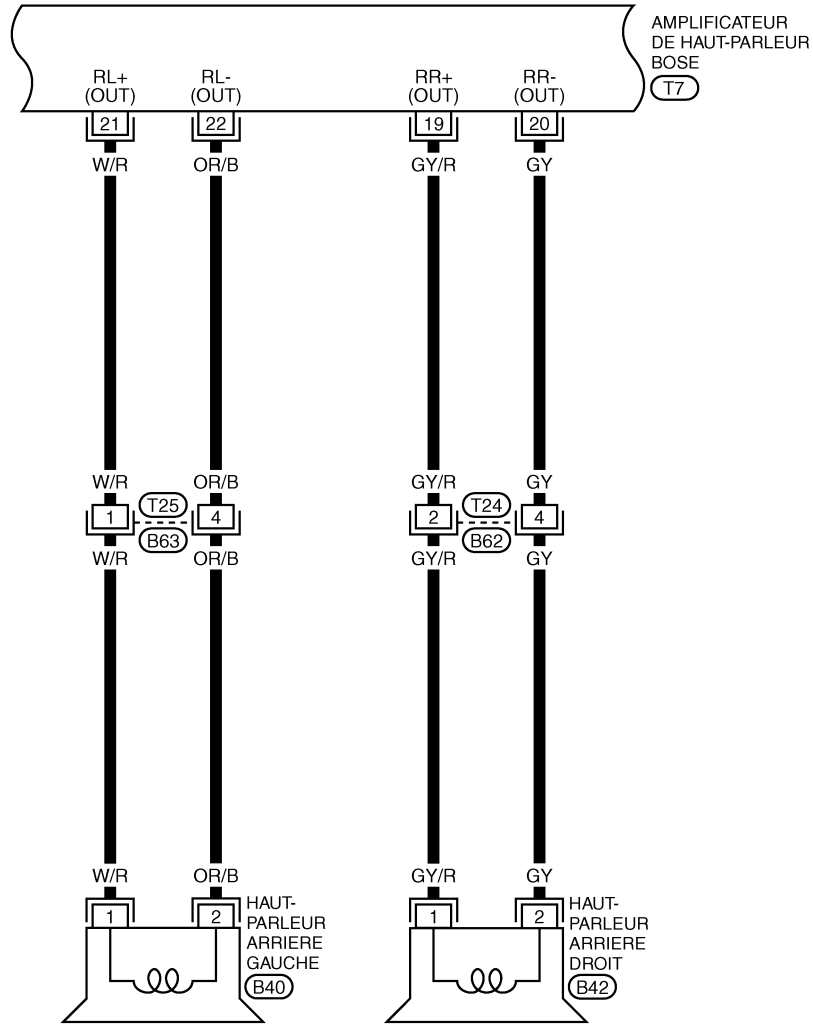 AMPLIFICATEUR
DE HAUT-PARLEUR
BOSE
T7
RL+ RL- RR+ RR-
(OUT) (OUT) (OUT) (OUT)
21 22 19 20
W/R OR/B GY/R GY
W/R OR/B GY/R GY
T25 T24
1 4 2 4
B63 B62
W/R OR/B GY/R GY
W/R OR/B GY/R GY
1 2 1 2
HAUT-
PARLEUR
ARRIERE
GAUCHE
B40
HAUT-
PARLEUR
ARRIERE
DROIT
B42